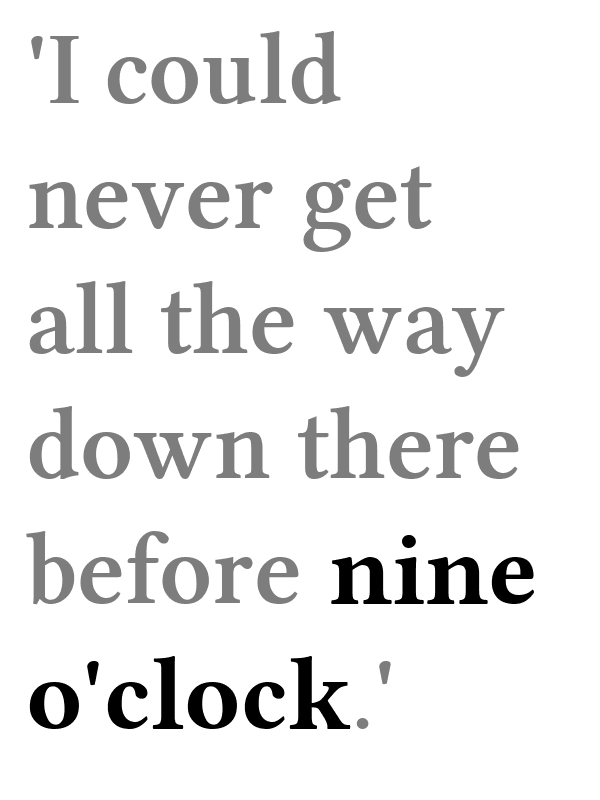 'I could
never get
all the way
down there
before nine
o'clock.'